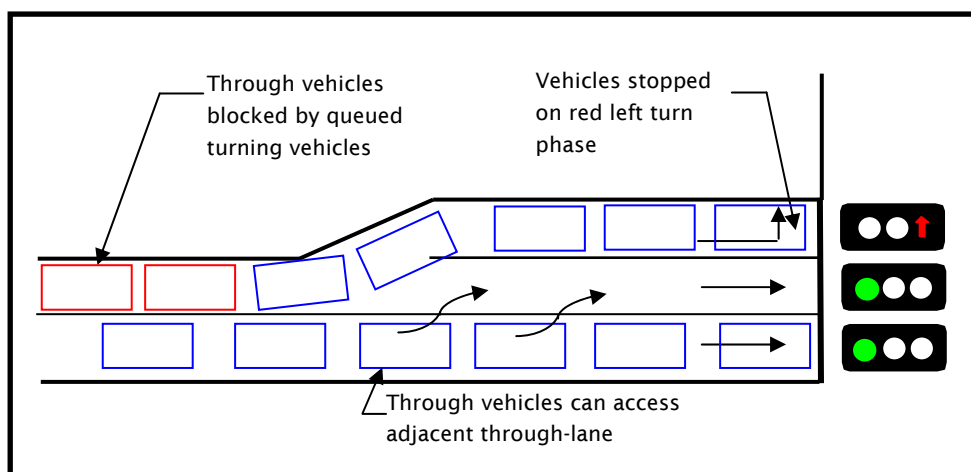 Through vehicles
blocked by queued
turning vehicles
Vehicles stopped
on red left turn
phase
Through vehicles can access
adjacent through-lane